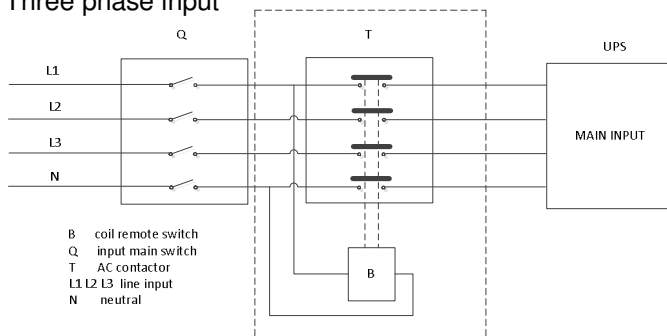 Three phase input
Q
T
UPS
L1
L2
L3
N
MAIN INPUT
B
B coil remote switch
Q input main switch
T AC contactor
L1 L2 L3 line input
N neutral